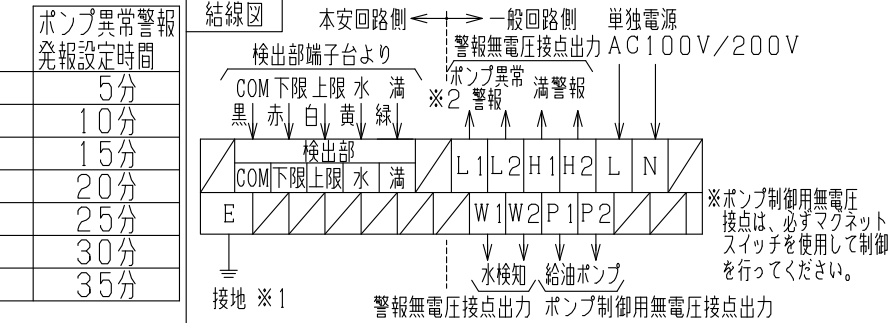 ポンプ異常警報
発報設定時間
5分
10分
15分
20分
25分
30分
35分
結線図
本安回路側 一般回路側 単独電源
検出部端子台より 警報無電圧接点出力 AC100V/200V
COM 下限 上限 水 満 ※2 ポンプ異常警報 満警報
黒 赤 白 黄 緑
検出部
COM 下限 上限 水 満 L1 L2 H1 H2 L N
E W1 W2 P1 P2
水検知 給油ポンプ
接地 ※1
警報無電圧接点出力 ポンプ制御用無電圧接点出力
※ポンプ制御用無電圧
接点は、必ずマグネット
スイッチを使用して制御
を行ってください。